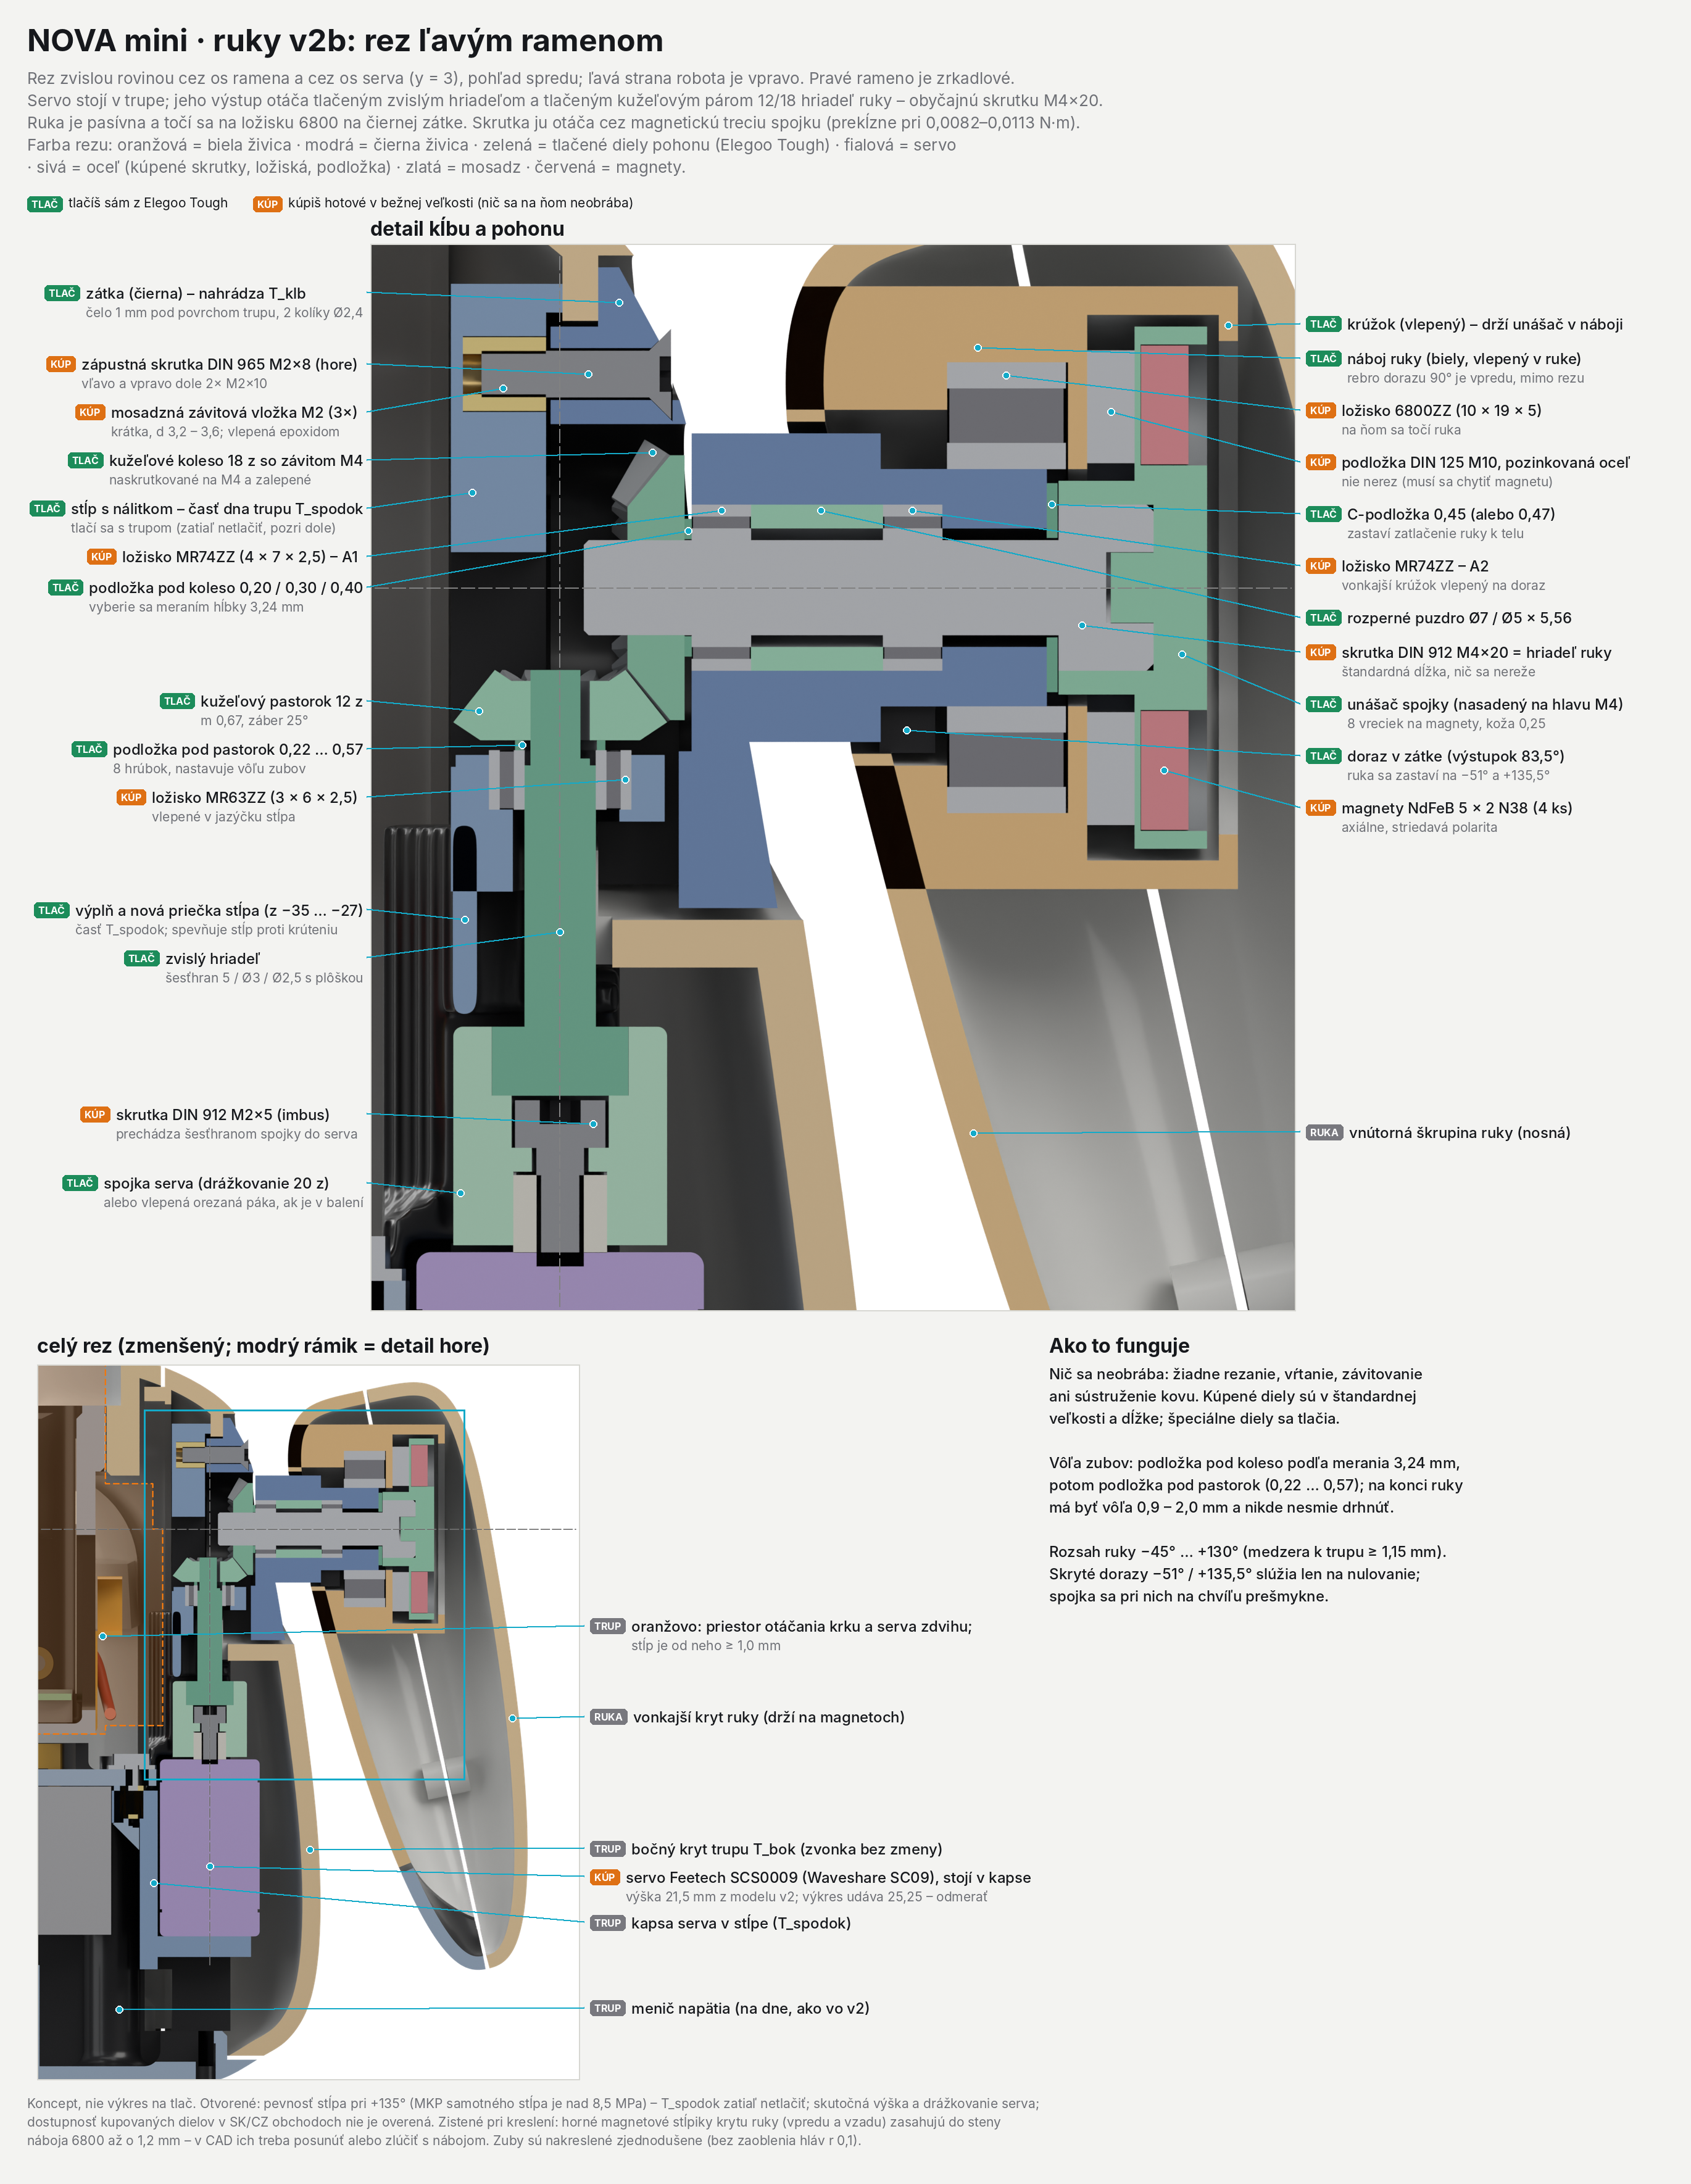 NOVA mini · ruky v2b: rez ľavým ramenom
Rez zvislou rovinou cez os ramena a cez os serva (y = 3), pohľad spredu; ľavá strana robota je vpravo. Pravé rameno je zrkadlové.
Servo stojí v trupe; jeho výstup otáča tlačeným zvislým hriadeľom a tlačeným kužeľovým párom 12/18 hriadeľ ruky – obyčajnú skrutku M4×20.
Ruka je pasívna a točí sa na ložisku 6800 na čiernej zátke. Skrutka ju otáča cez magnetickú treciu spojku (prekĺzne pri 0,0082–0,0113 N·m).
Farba rezu: oranžová = biela živica · modrá = čierna živica · zelená = tlačené diely pohonu (Elegoo Tough) · fialová = servo
· sivá = oceľ (kúpené skrutky, ložiská, podložka) · zlatá = mosadz · červená = magnety.
TLAČ tlačíš sám z Elegoo Tough KÚP kúpiš hotové v bežnej veľkosti (nič sa na ňom neobrába)
detail kĺbu a pohonu
TLAČ zátka (čierna) – nahrádza T_klb
čelo 1 mm pod povrchom trupu, 2 kolíky Ø2,4
KÚP zápustná skrutka DIN 965 M2×8 (hore)
vľavo a vpravo dole 2× M2×10
KÚP mosadzná závitová vložka M2 (3×)
krátka, d 3,2 – 3,6; vlepená epoxidom
TLAČ kužeľové koleso 18 z so závitom M4
naskrutkované na M4 a zalepené
TLAČ stĺp s nálitkom – časť dna trupu T_spodok
tlačí sa s trupom (zatiaľ netlačiť, pozri dole)
KÚP ložisko MR74ZZ (4 × 7 × 2,5) – A1
TLAČ podložka pod koleso 0,20 / 0,30 / 0,40
vyberie sa meraním hĺbky 3,24 mm
TLAČ kužeľový pastorok 12 z
m 0,67, záber 25°
TLAČ podložka pod pastorok 0,22 … 0,57
8 hrúbok, nastavuje vôľu zubov
KÚP ložisko MR63ZZ (3 × 6 × 2,5)
vlepené v jazýčku stĺpa
TLAČ výplň a nová priečka stĺpa (z −35 … −27)
časť T_spodok; spevňuje stĺp proti krúteniu
TLAČ zvislý hriadeľ
šesťhran 5 / Ø3 / Ø2,5 s plôškou
KÚP skrutka DIN 912 M2×5 (imbus)
prechádza šesťhranom spojky do serva
TLAČ spojka serva (drážkovanie 20 z)
alebo vlepená orezaná páka, ak je v balení
TLAČ krúžok (vlepený) – drží unášač v náboji
TLAČ náboj ruky (biely, vlepený v ruke)
rebro dorazu 90° je vpredu, mimo rezu
KÚP ložisko 6800ZZ (10 × 19 × 5)
na ňom sa točí ruka
KÚP podložka DIN 125 M10, pozinkovaná oceľ
nie nerez (musí sa chytiť magnetu)
TLAČ C-podložka 0,45 (alebo 0,47)
zastaví zatlačenie ruky k telu
KÚP ložisko MR74ZZ – A2
vonkajší krúžok vlepený na doraz
TLAČ rozperné puzdro Ø7 / Ø5 × 5,56
KÚP skrutka DIN 912 M4×20 = hriadeľ ruky
štandardná dĺžka, nič sa nereže
TLAČ unášač spojky (nasadený na hlavu M4)
8 vreciek na magnety, koža 0,25
TLAČ doraz v zátke (výstupok 83,5°)
ruka sa zastaví na −51° a +135,5°
KÚP magnety NdFeB 5 × 2 N38 (4 ks)
axiálne, striedavá polarita
RUKA vnútorná škrupina ruky (nosná)
celý rez (zmenšený; modrý rámik = detail hore)
TRUP oranžovo: priestor otáčania krku a serva zdvihu;
stĺp je od neho ≥ 1,0 mm
RUKA vonkajší kryt ruky (drží na magnetoch)
TRUP bočný kryt trupu T_bok (zvonka bez zmeny)
KÚP servo Feetech SCS0009 (Waveshare SC09), stojí v kapse
výška 21,5 mm z modelu v2; výkres udáva 25,25 – odmerať
TRUP kapsa serva v stĺpe (T_spodok)
TRUP menič napätia (na dne, ako vo v2)
Ako to funguje
Nič sa neobrába: žiadne rezanie, vŕtanie, závitovanie
ani sústruženie kovu. Kúpené diely sú v štandardnej
veľkosti a dĺžke; špeciálne diely sa tlačia.
Vôľa zubov: podložka pod koleso podľa merania 3,24 mm,
potom podložka pod pastorok (0,22 … 0,57); na konci ruky
má byť vôľa 0,9 – 2,0 mm a nikde nesmie drhnúť.
Rozsah ruky −45° … +130° (medzera k trupu ≥ 1,15 mm).
Skryté dorazy −51° / +135,5° slúžia len na nulovanie;
spojka sa pri nich na chvíľu prešmykne.
Koncept, nie výkres na tlač. Otvorené: pevnosť stĺpa pri +135° (MKP samotného stĺpa je nad 8,5 MPa) – T_spodok zatiaľ netlačiť; skutočná výška a drážkovanie serva;
dostupnosť kupovaných dielov v SK/CZ obchodoch nie je overená. Zistené pri kreslení: horné magnetové stĺpiky krytu ruky (vpredu a vzadu) zasahujú do steny
náboja 6800 až o 1,2 mm – v CAD ich treba posunúť alebo zlúčiť s nábojom. Zuby sú nakreslené zjednodušene (bez zaoblenia hláv r 0,1).